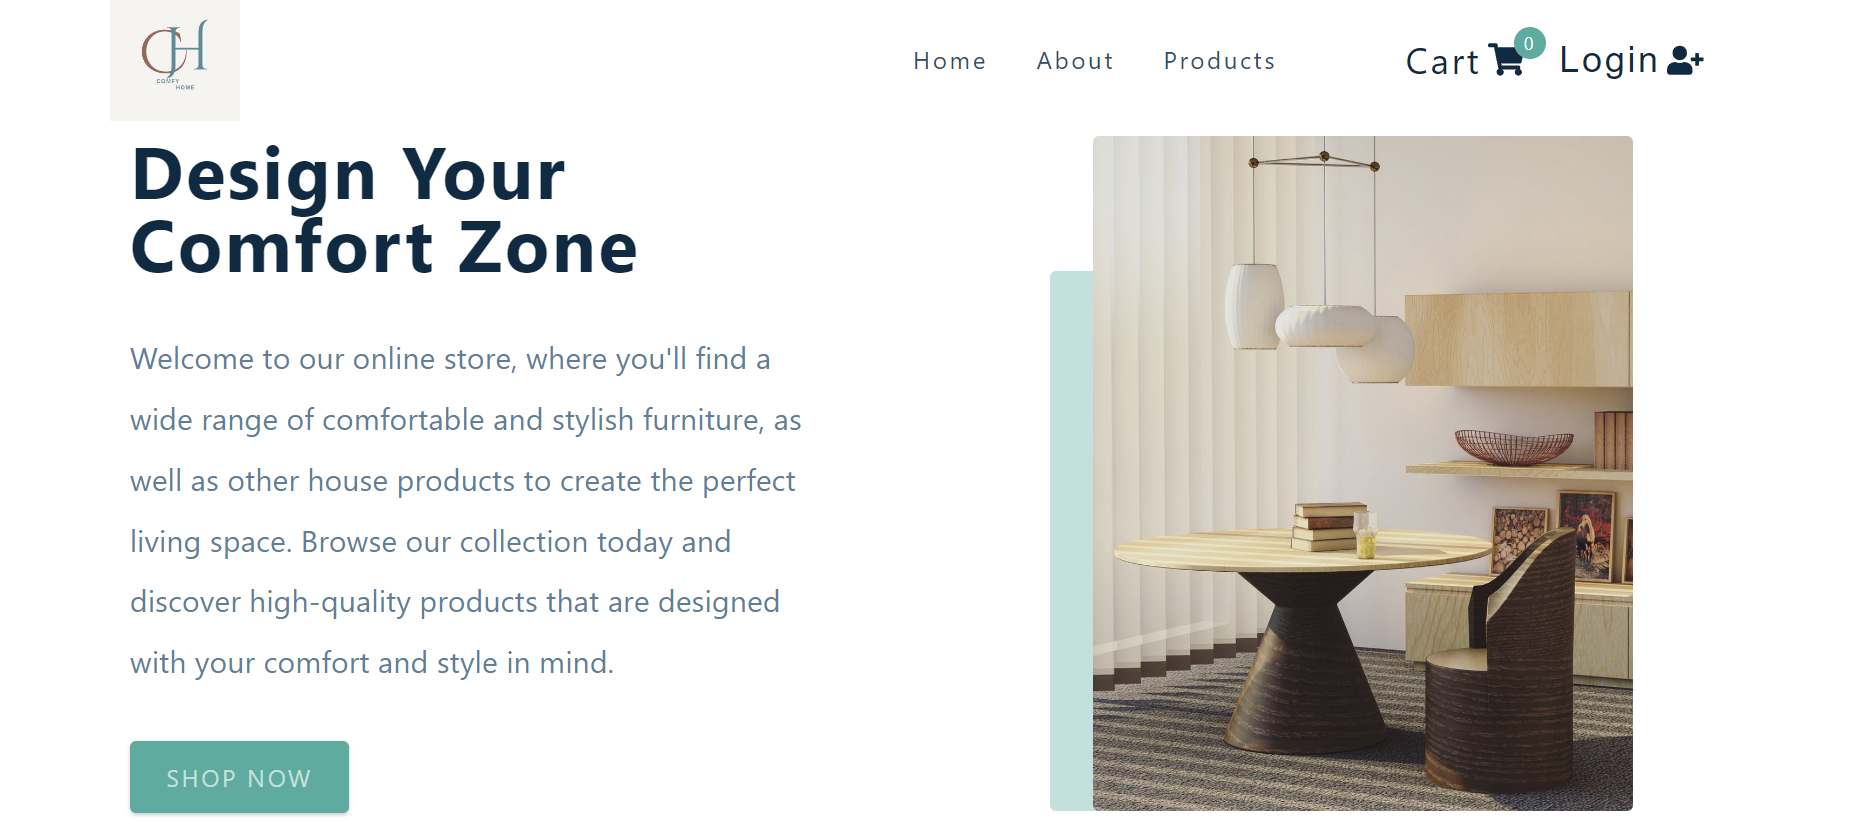 CH
COMFY
HOME
Home About Products Cart 0 Login
Design Your
Comfort Zone
Welcome to our online store, where you'll find a
wide range of comfortable and stylish furniture, as
well as other house products to create the perfect
living space. Browse our collection today and
discover high-quality products that are designed
with your comfort and style in mind.
SHOP NOW